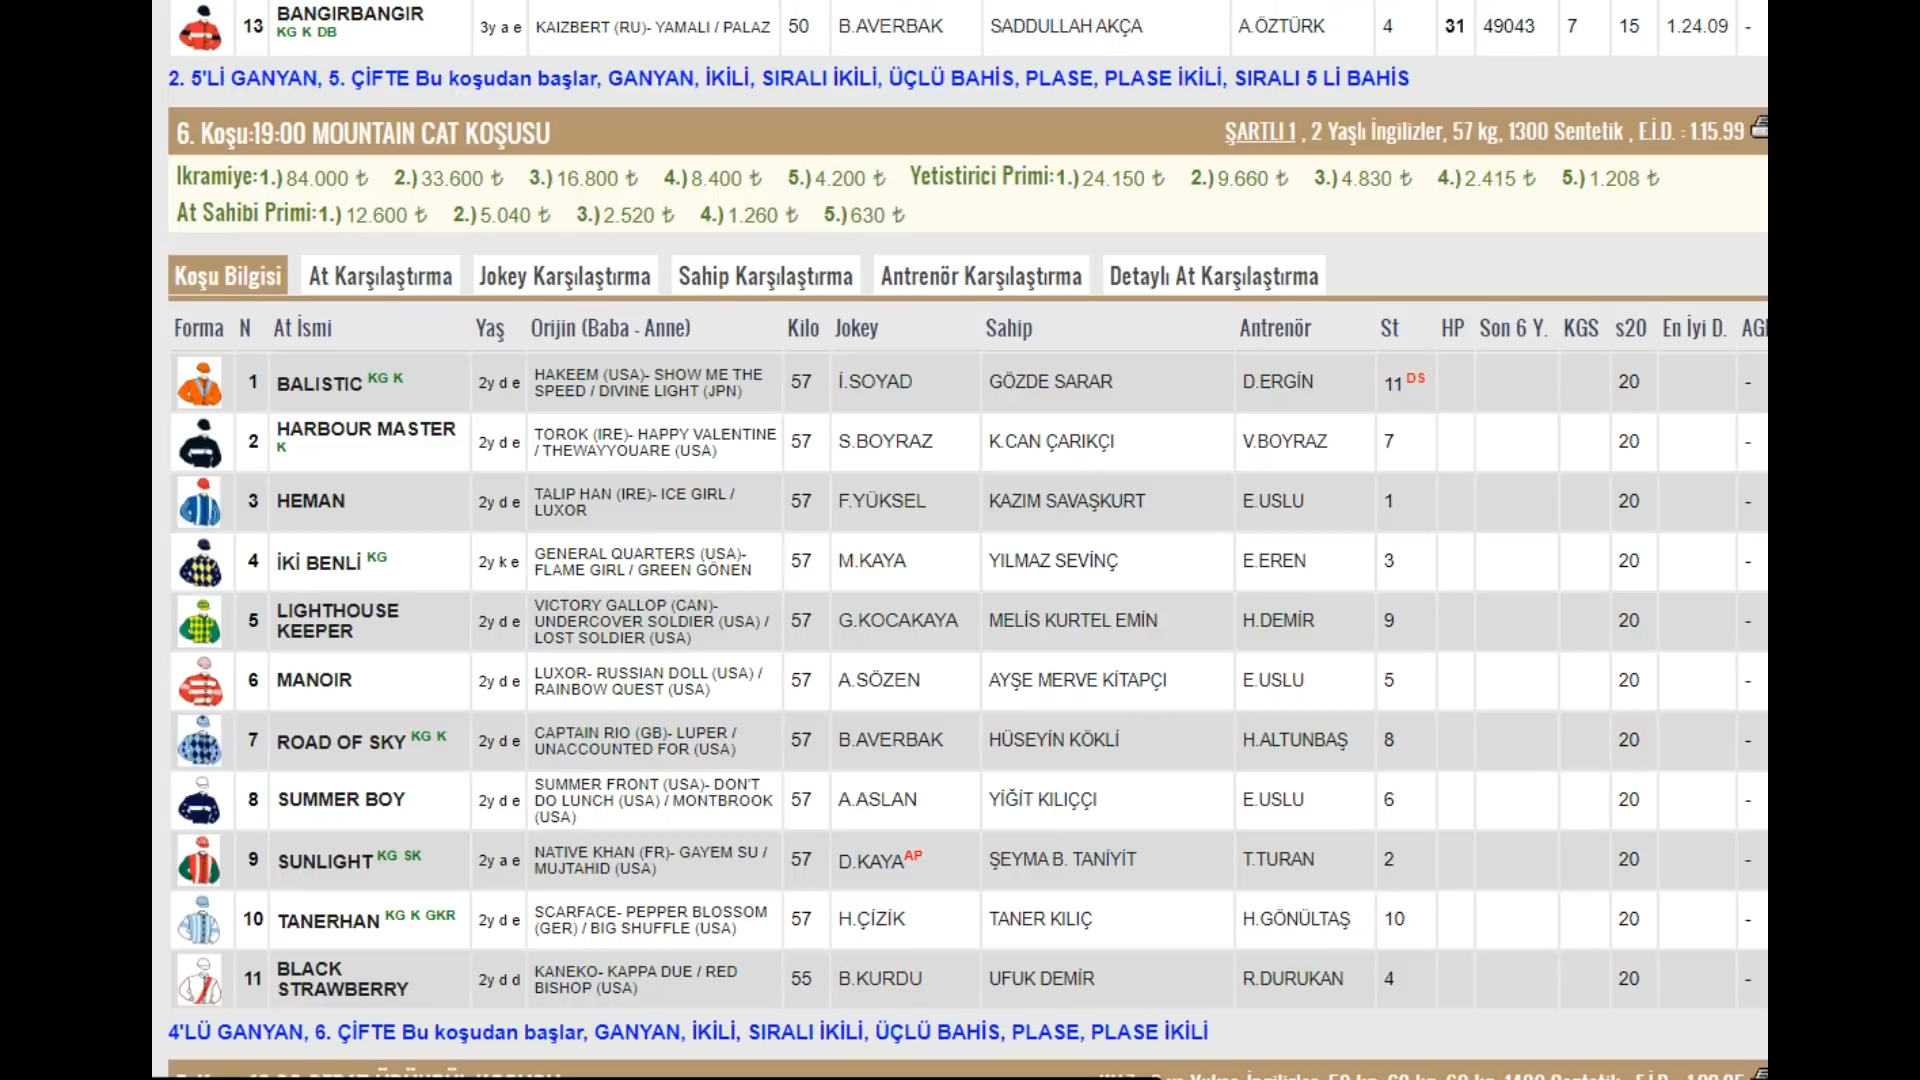 13 BANGIRBANGIR KG K DB 3y a e KAIZBERT (RU)- YAMALI / PALAZ 50 B.AVERBAK SADDULLAH AKÇA A.ÖZTÜRK 4 31 49043 7 15 1.24.09 -
2. 5'Lİ GANYAN, 5. ÇİFTE Bu koşudan başlar, GANYAN, İKİLİ, SIRALI İKİLİ, ÜÇLÜ BAHİS, PLASE, PLASE İKİLİ, SIRALI 5 Lİ BAHİS
6. Koşu:19:00 MOUNTAIN CAT KOŞUSU ŞARTLI 1 , 2 Yaşlı İngilizler, 57 kg, 1300 Sentetik , E.İ.D. : 1.15.99
Ikramiye:1.) 84.000 ₺ 2.) 33.600 ₺ 3.) 16.800 ₺ 4.) 8.400 ₺ 5.) 4.200 ₺ Yetistirici Primi:1.) 24.150 ₺ 2.) 9.660 ₺ 3.) 4.830 ₺ 4.) 2.415 ₺ 5.) 1.208 ₺
At Sahibi Primi:1.) 12.600 ₺ 2.) 5.040 ₺ 3.) 2.520 ₺ 4.) 1.260 ₺ 5.) 630 ₺
Koşu Bilgisi At Karşılaştırma Jokey Karşılaştırma Sahip Karşılaştırma Antrenör Karşılaştırma Detaylı At Karşılaştırma
Forma N At İsmi Yaş Orijin (Baba - Anne) Kilo Jokey Sahip Antrenör St HP Son 6 Y. KGS s20 En İyi D.
1 BALISTIC KG K 2y d e HAKEEM (USA)- SHOW ME THE SPEED / DIVINE LIGHT (JPN) 57 İ.SOYAD GÖZDE SARAR D.ERGİN 11 DS 20 -
2 HARBOUR MASTER K 2y d e TOROK (IRE)- HAPPY VALENTINE / THEWAYYOUARE (USA) 57 S.BOYRAZ K.CAN ÇARIKÇI V.BOYRAZ 7 20 -
3 HEMAN 2y d e TALIP HAN (IRE)- ICE GIRL / LUXOR 57 F.YÜKSEL KAZIM SAVAŞKURT E.USLU 1 20 -
4 İKİ BENLİ KG 2y k e GENERAL QUARTERS (USA)- FLAME GIRL / GREEN GÖNEN 57 M.KAYA YILMAZ SEVİNÇ E.EREN 3 20 -
5 LIGHTHOUSE KEEPER 2y d e VICTORY GALLOP (CAN)- UNDERCOVER SOLDIER (USA) / LOST SOLDIER (USA) 57 G.KOCAKAYA MELİS KURTEL EMİN H.DEMİR 9 20 -
6 MANOIR 2y d e LUXOR- RUSSIAN DOLL (USA) / RAINBOW QUEST (USA) 57 A.SÖZEN AYŞE MERVE KİTAPÇI E.USLU 5 20 -
7 ROAD OF SKY KG K 2y d e CAPTAIN RIO (GB)- LUPER / UNACCOUNTED FOR (USA) 57 B.AVERBAK HÜSEYİN KÖKLİ H.ALTUNBAŞ 8 20 -
8 SUMMER BOY 2y d e SUMMER FRONT (USA)- DON'T DO LUNCH (USA) / MONTBROOK (USA) 57 A.ASLAN YİĞİT KILIÇÇI E.USLU 6 20 -
9 SUNLIGHT KG SK 2y a e NATIVE KHAN (FR)- GAYEM SU / MUJTAHID (USA) 57 D.KAYA AP ŞEYMA B. TANİYİT T.TURAN 2 20 -
10 TANERHAN KG K GKR 2y d e SCARFACE- PEPPER BLOSSOM (GER) / BIG SHUFFLE (USA) 57 H.ÇİZİK TANER KILIÇ H.GÖNÜLTAŞ 10 20 -
11 BLACK STRAWBERRY 2y d d KANEKO- KAPPA DUE / RED BISHOP (USA) 55 B.KURDU UFUK DEMİR R.DURUKAN 4 20 -
4'LÜ GANYAN, 6. ÇİFTE Bu koşudan başlar, GANYAN, İKİLİ, SIRALI İKİLİ, ÜÇLÜ BAHİS, PLASE, PLASE İKİLİ